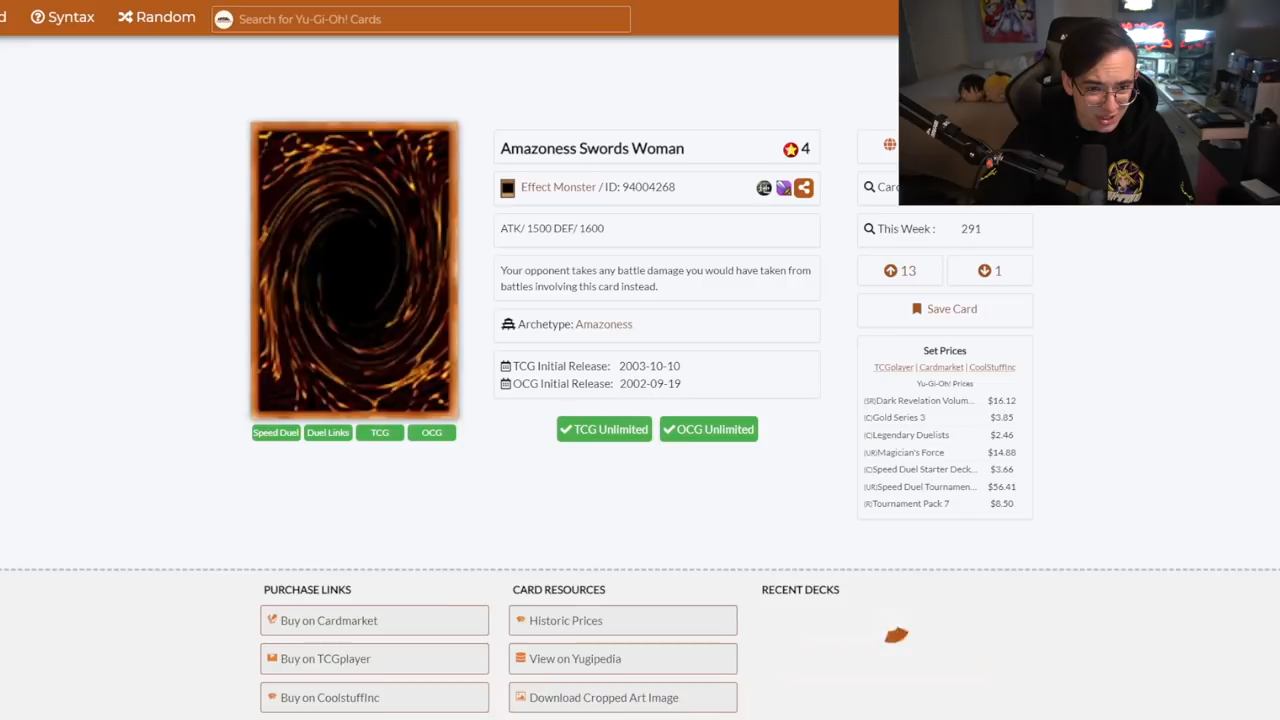 Syntax
Random
Search for Yu-Gi-Oh! Cards
Amazoness Swords Woman
4
Effect Monster / ID: 94004268
ATK/ 1500 DEF/ 1600
Your opponent takes any battle damage you would have taken from
battles involving this card instead.
Archetype: Amazoness
TCG Initial Release: 2003-10-10
OCG Initial Release: 2002-09-19
TCG Unlimited
OCG Unlimited
Speed Duel
Duel Links
TCG
OCG
This Week : 291
13
1
Save Card
Set Prices
TCGplayer | Cardmarket | CoolStuffInc
Yu-Gi-Oh! Prices
(SR)Dark Revelation Volum... $16.12
(C)Gold Series 3 $3.85
(C)Legendary Duelists $2.46
(UR)Magician's Force $14.88
(C)Speed Duel Starter Deck... $3.66
(UR)Speed Duel Tournamen... $56.41
(R)Tournament Pack 7 $8.50
PURCHASE LINKS
Buy on Cardmarket
Buy on TCGplayer
Buy on CoolstuffInc
CARD RESOURCES
Historic Prices
View on Yugipedia
Download Cropped Art Image
RECENT DECKS